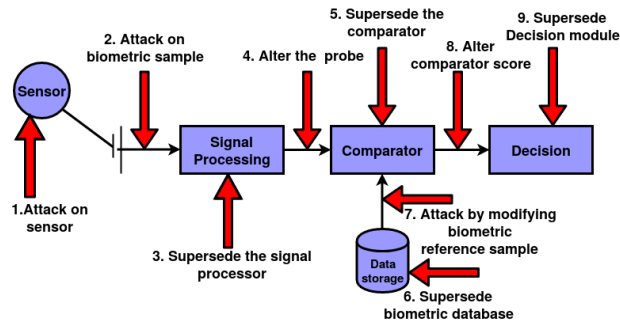 5. Supersede the
comparator
9. Supersede
Decision module
2. Attack on
biometric sample
4. Alter the probe
8. Alter
comparator score
Sensor
Signal
Processing
Comparator
Decision
1.Attack on
sensor
3. Supersede the signal
processor
7. Attack by modifying
biometric
reference sample
Data
storage
6. Supersede
biometric database